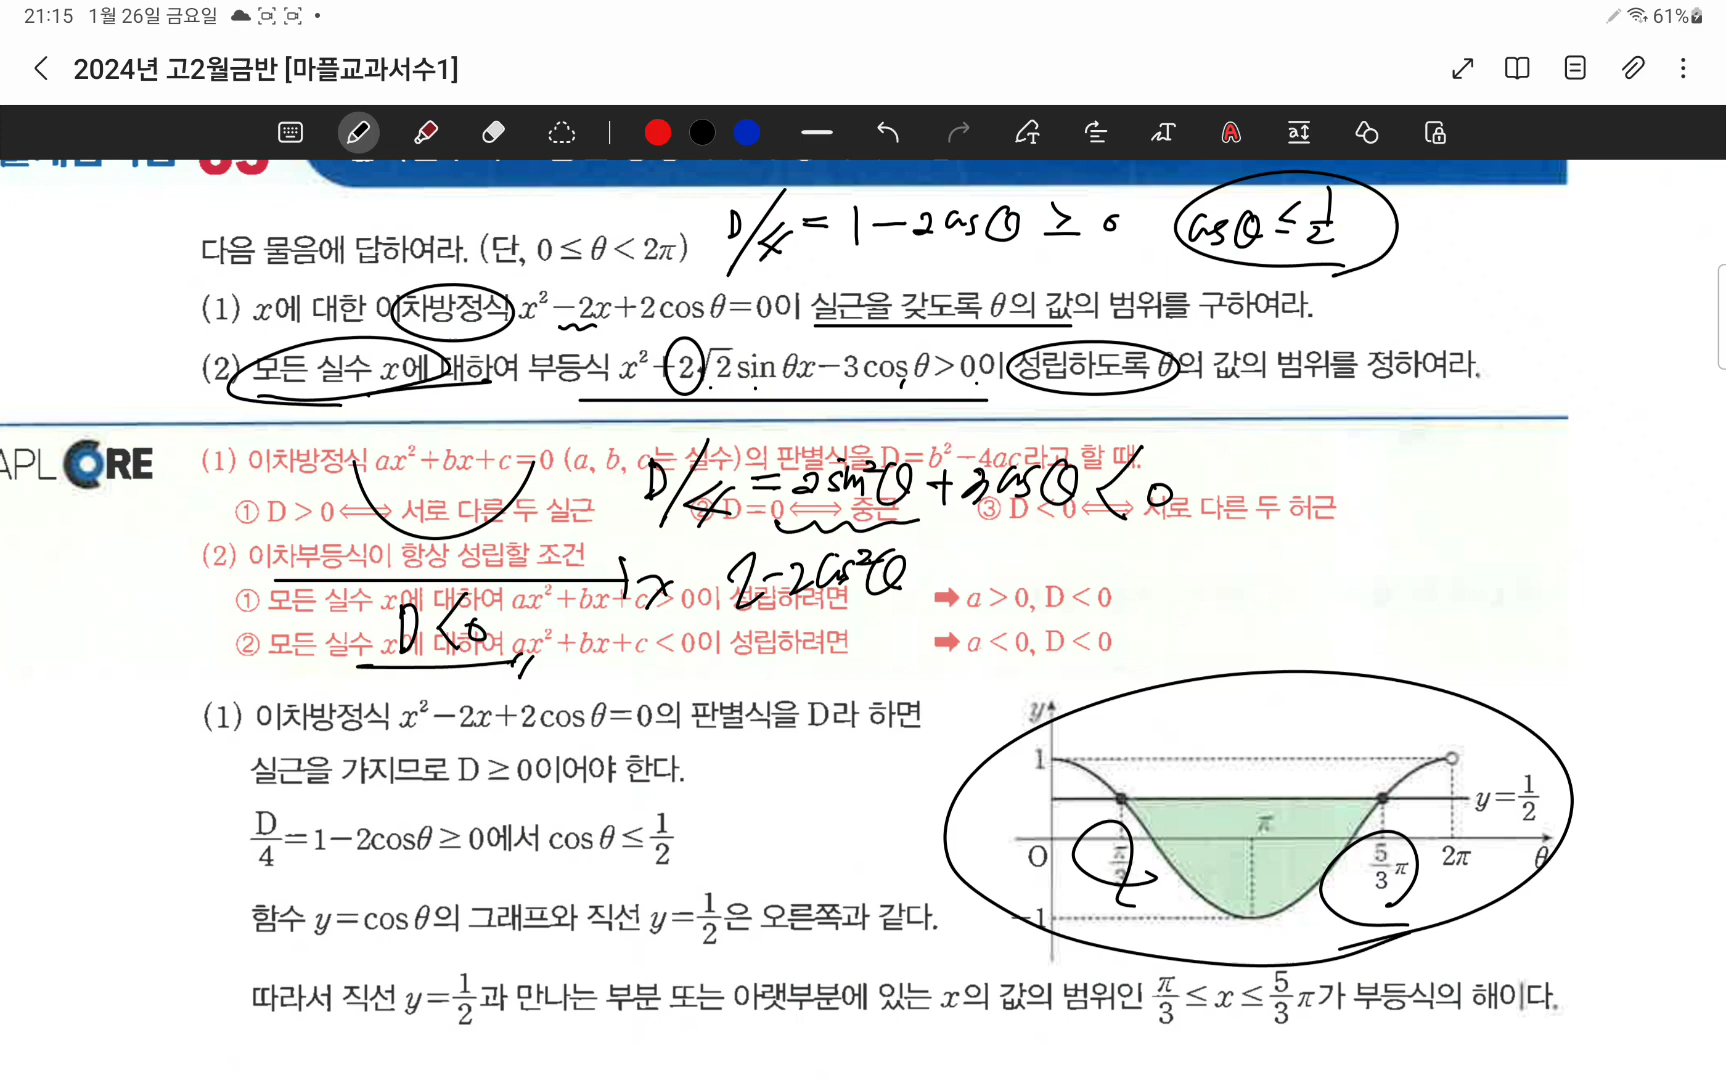 21:15 1월 26일 금요일
61%
2024년 고2월금반 [마플교과서수1]
D/4 = 1 - 2cosθ ≥ 0 cosθ ≤ 1/2
다음 물음에 답하여라. (단, 0 ≤ θ < 2π)
(1) x에 대한 이차방정식 x² - 2x + 2cosθ = 0이 실근을 갖도록 θ의 값의 범위를 구하여라.
(2) 모든 실수 x에 대하여 부등식 x² + 2√2 sinθx - 3cosθ > 0이 성립하도록 θ의 값의 범위를 정하여라.
APL CORE
(1) 이차방정식 ax² + bx + c = 0 (a, b, c는 실수)의 판별식을 D = b² - 4ac라고 할 때,
D/4 = 2sin²θ + 3cosθ < 0
① D > 0 ⟺ 서로 다른 두 실근 ② D = 0 ⟺ 중근 ③ D < 0 ⟺ 서로 다른 두 허근
(2) 이차부등식이 항상 성립할 조건
x 2 - 2cos²θ
① 모든 실수 x에 대하여 ax² + bx + c > 0이 성립하려면 ➡ a > 0, D < 0
D < 0
② 모든 실수 x에 대하여 ax² + bx + c < 0이 성립하려면 ➡ a < 0, D < 0
(1) 이차방정식 x² - 2x + 2cosθ = 0의 판별식을 D라 하면
실근을 가지므로 D ≥ 0이어야 한다.
D/4 = 1 - 2cosθ ≥ 0에서 cosθ ≤ 1/2
함수 y = cosθ의 그래프와 직선 y = 1/2은 오른쪽과 같다.
y
1
y = 1/2
π
O π/3 5/3 π 2π θ
-1
따라서 직선 y = 1/2과 만나는 부분 또는 아랫부분에 있는 x의 값의 범위인 π/3 ≤ x ≤ 5/3 π가 부등식의 해이다.